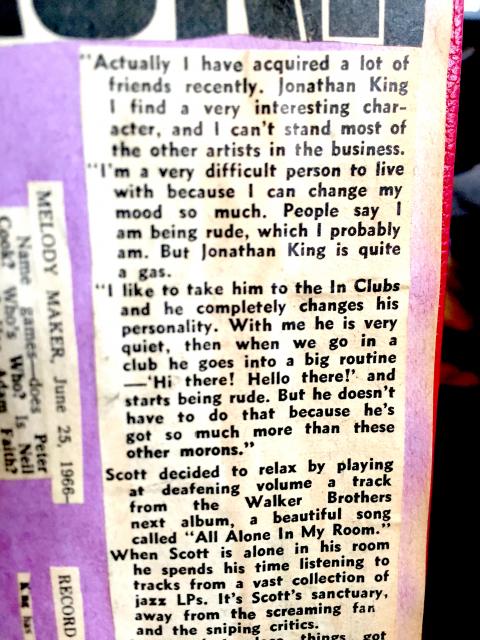 "Actually I have acquired a lot of
friends recently. Jonathan King
I find a very interesting char-
acter, and I can't stand most of
the other artists in the business.
"I'm a very difficult person to live
with because I can change my
mood so much. People say I
am being rude, which I probably
am. But Jonathan King is quite
a gas.
"I like to take him to the In Clubs
and he completely changes his
personality. With me he is very
quiet, then when we go in a
club he goes into a big routine
—'Hi there! Hello there!' and
starts being rude. But he doesn't
have to do that because he's
got so much more than these
other morons."
Scott decided to relax by playing
at deafening volume a track
from the Walker Brothers
next album, a beautiful song
called "All Alone In My Room."
When Scott is alone in his room
he spends his time listening to
tracks from a vast collection of
jazz LPs. It's Scott's sanctuary,
away from the screaming fan
and the sniping critics.
things got
MELODY MAKER, June 25, 1966—
Name games—does Peter
Cook? Who's Who? Is Neil
Adam Faith?
RECORD
King has